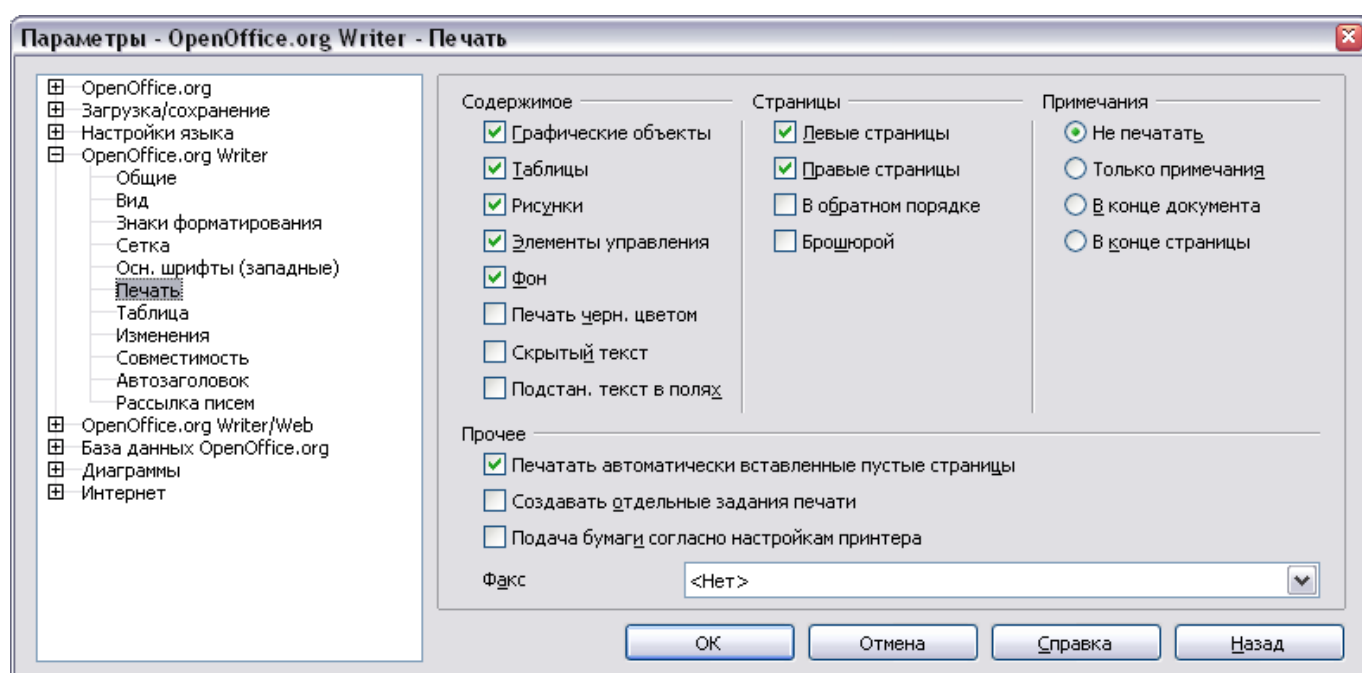 Параметры - OpenOffice.org Writer - Печать
OpenOffice.org
Загрузка/сохранение
Настройки языка
OpenOffice.org Writer
Общие
Вид
Знаки форматирования
Сетка
Осн. шрифты (западные)
Печать
Таблица
Изменения
Совместимость
Автозаголовок
Рассылка писем
OpenOffice.org Writer/Web
База данных OpenOffice.org
Диаграммы
Интернет
Содержимое
Графические объекты
Таблицы
Рисунки
Элементы управления
Фон
Печать черн. цветом
Скрытый текст
Подстан. текст в полях
Страницы
Левые страницы
Правые страницы
В обратном порядке
Брошюрой
Примечания
Не печатать
Только примечания
В конце документа
В конце страницы
Прочее
Печатать автоматически вставленные пустые страницы
Создавать отдельные задания печати
Подача бумаги согласно настройкам принтера
Факс
<Нет>
ОК
Отмена
Справка
Назад